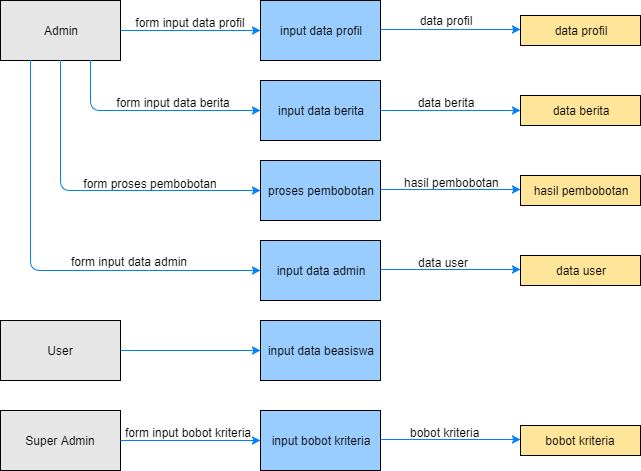 Admin
form input data profil
input data profil
data profil
data profil
form input data berita
input data berita
data berita
data berita
form proses pembobotan
proses pembobotan
hasil pembobotan
hasil pembobotan
form input data admin
input data admin
data user
data user
User
input data beasiswa
Super Admin
form input bobot kriteria
input bobot kriteria
bobot kriteria
bobot kriteria